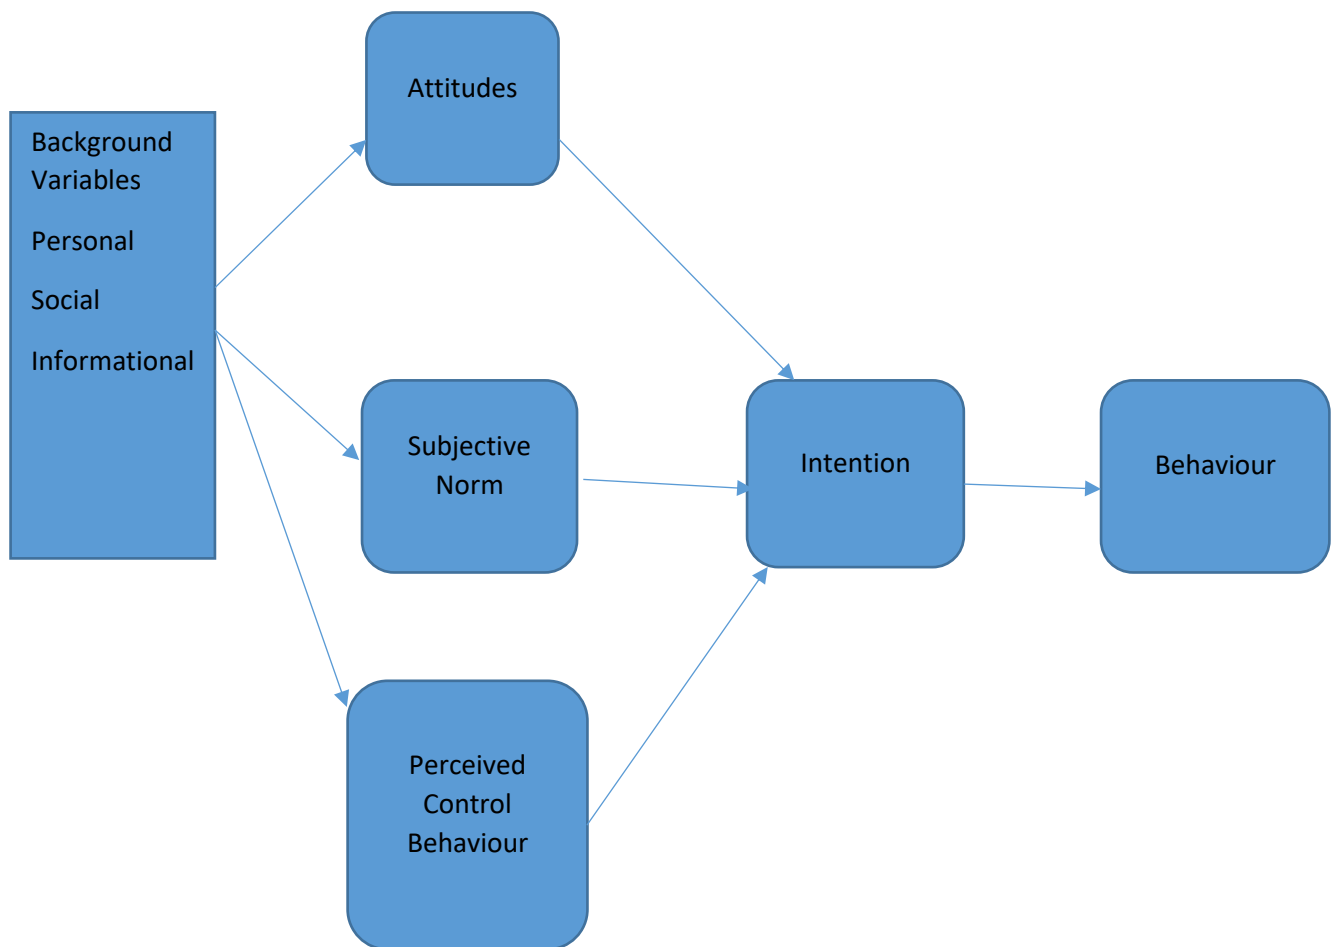 Attitudes
Background
Variables
Personal
Social
Informational
Subjective
Norm
Intention
Behaviour
Perceived
Control
Behaviour